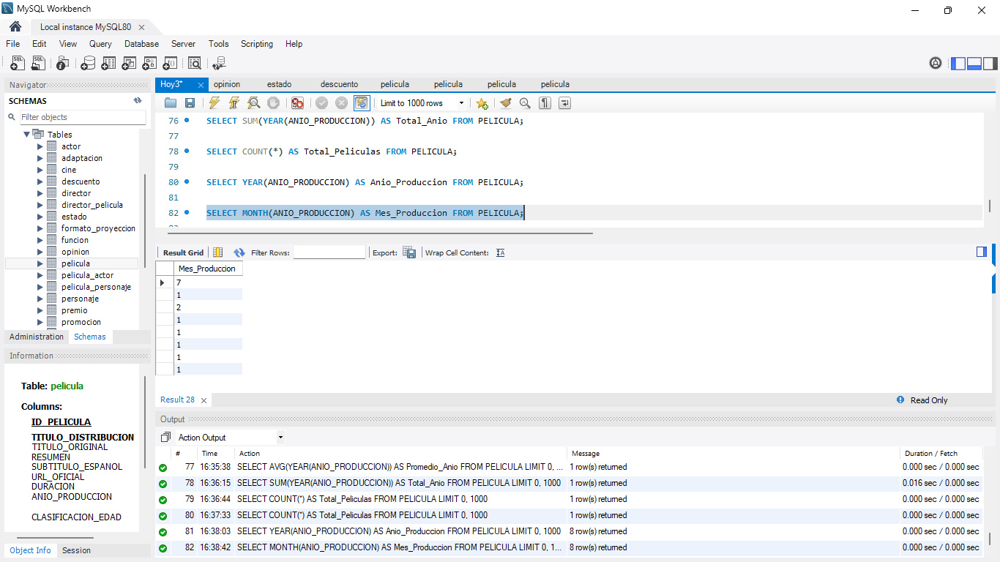 MySQL Workbench
Local instance MySQL80
File Edit View Query Database Server Tools Scripting Help
Navigator
SCHEMAS
Filter objects
Tables
actor
adaptacion
cine
descuento
director
director_pelicula
estado
formato_proyeccion
funcion
opinion
pelicula
pelicula_actor
pelicula_personaje
personaje
premio
promocion
Administration Schemas
Information
Table: pelicula
Columns:
ID_PELICULA
TITULO_DISTRIBUCION
TITULO_ORIGINAL
RESUMEN
SUBTITULO_ESPANOL
URL_OFICIAL
DURACION
ANIO_PRODUCCION
CLASIFICACION_EDAD
Object Info Session
Hoy3* opinion estado descuento pelicula pelicula pelicula pelicula
Limit to 1000 rows
76 SELECT SUM(YEAR(ANIO_PRODUCCION)) AS Total_Anio FROM PELICULA;
77
78 SELECT COUNT(*) AS Total_Peliculas FROM PELICULA;
79
80 SELECT YEAR(ANIO_PRODUCCION) AS Anio_Produccion FROM PELICULA;
81
82 SELECT MONTH(ANIO_PRODUCCION) AS Mes_Produccion FROM PELICULA;
Result Grid Filter Rows: Export: Wrap Cell Content:
Mes_Produccion
7
1
2
1
1
1
1
1
Result 28 Read Only
Output
Action Output
# Time Action Message Duration / Fetch
77 16:35:38 SELECT AVG(YEAR(ANIO_PRODUCCION)) AS Promedio_Anio FROM PELICULA LIMIT 0, ... 1 row(s) returned 0.000 sec / 0.000 sec
78 16:36:15 SELECT SUM(YEAR(ANIO_PRODUCCION)) AS Total_Anio FROM PELICULA LIMIT 0, 1000 1 row(s) returned 0.016 sec / 0.000 sec
79 16:36:44 SELECT COUNT(*) AS Total_Peliculas FROM PELICULA LIMIT 0, 1000 1 row(s) returned 0.000 sec / 0.000 sec
80 16:37:33 SELECT COUNT(*) AS Total_Peliculas FROM PELICULA LIMIT 0, 1000 1 row(s) returned 0.000 sec / 0.000 sec
81 16:38:03 SELECT YEAR(ANIO_PRODUCCION) AS Anio_Produccion FROM PELICULA LIMIT 0, 1000 8 row(s) returned 0.000 sec / 0.000 sec
82 16:38:42 SELECT MONTH(ANIO_PRODUCCION) AS Mes_Produccion FROM PELICULA LIMIT 0, 1... 8 row(s) returned 0.000 sec / 0.000 sec